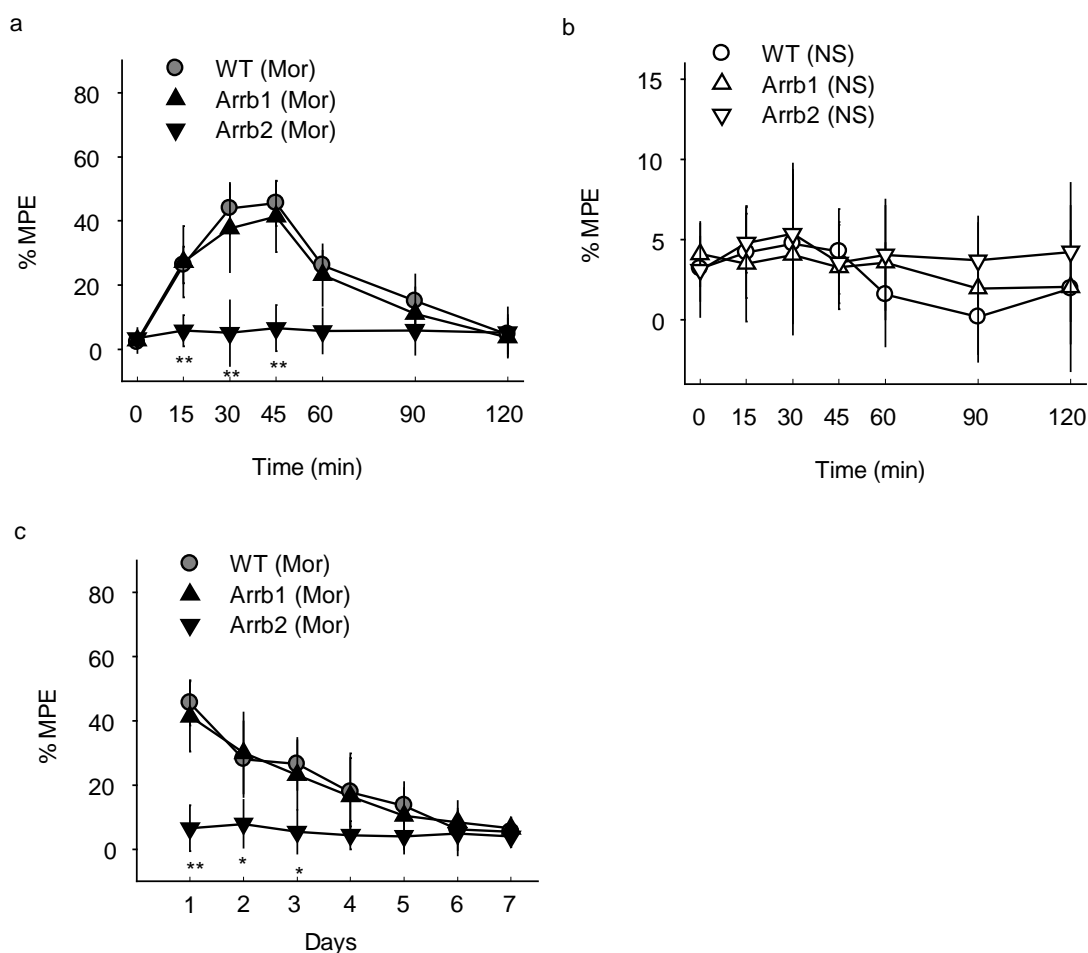 a
WT (Mor)
Arrb1 (Mor)
Arrb2 (Mor)
% MPE
80
60
40
20
0
**
**
**
0 15 30 45 60 90 120
Time (min)
b
WT (NS)
Arrb1 (NS)
Arrb2 (NS)
% MPE
15
10
5
0
0 15 30 45 60 90 120
Time (min)
c
WT (Mor)
Arrb1 (Mor)
Arrb2 (Mor)
% MPE
80
60
40
20
0
**
*
*
1 2 3 4 5 6 7
Days